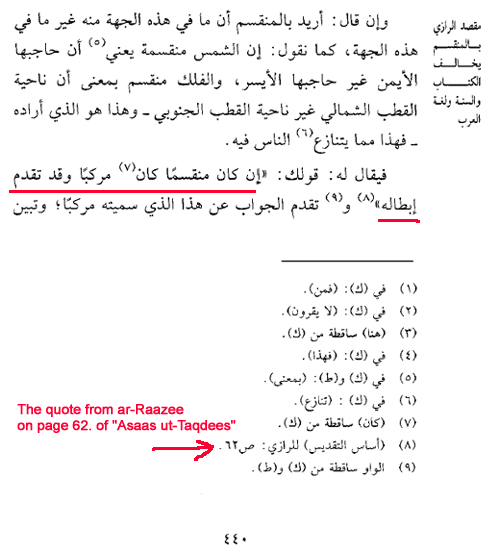 مقصد الرازي
بالمنقسم
يخالف
الكتاب
والسنة ولغة
العرب
وإن قال: أريد بالمنقسم أن ما في هذه الجهة منه غير ما في
هذه الجهة، كما نقول: إن الشمس منقسمة يعني(٥) أن حاجبها
الأيمن غير حاجبها الأيسر، والفلك منقسم بمعنى أن ناحية
القطب الشمالي غير ناحية القطب الجنوبي ـ وهذا هو الذي أراده
ـ فهذا مما يتنازع(٦) الناس فيه.
فيقال له: قولك: «إن كان منقسمًا كان(٧) مركبًا وقد تقدم
إبطاله»(٨) و(٩) تقدم الجواب عن هذا الذي سميته مركبًا؛ وتبين
(١) في (ك): (فمن).
(٢) في (ك): (لا يقرون).
(٣) (هنا) ساقطة من (ك).
(٤) في (ك): (فهذا).
(٥) في (ك) و(ط): (بمعنى).
(٦) في (ك) : (تنازع).
(٧) (كان) ساقطة من (ك).
(٨) (أساس التقديس) للرازي: ص٦٢.
(٩) الواو ساقطة من (ك) و(ط).
The quote from ar-Raazee
on page 62. of "Asaas ut-Taqdees"
٤٤٠